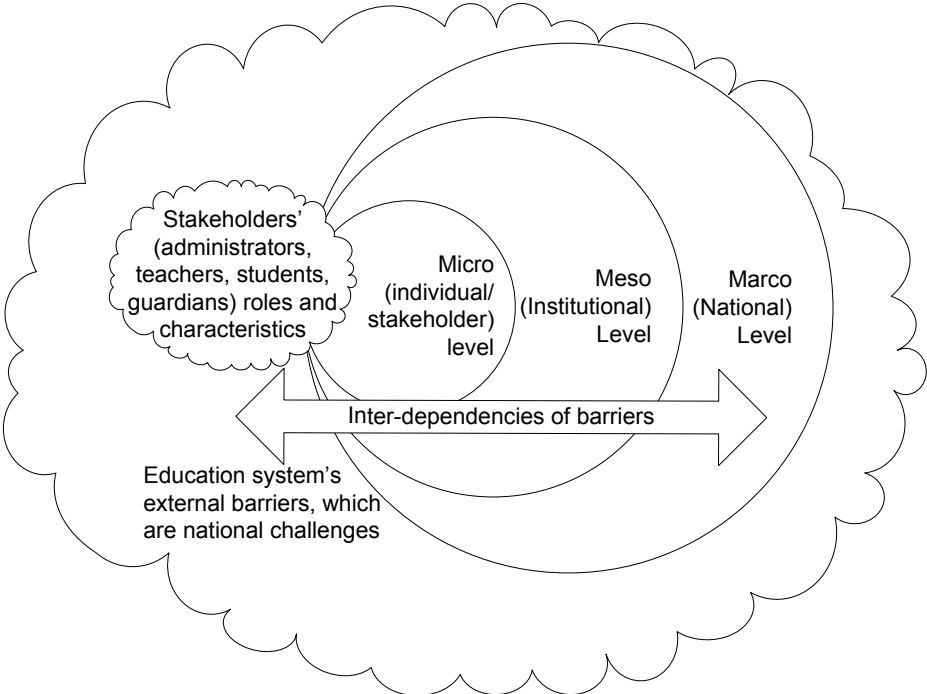 Stakeholders’
(administrators,
teachers, students,
guardians) roles and
characteristics
Micro
(individual/
stakeholder)
level
Meso
(Institutional)
Level
Marco
(National)
Level
Inter-dependencies of barriers
Education system’s
external barriers, which
are national challenges